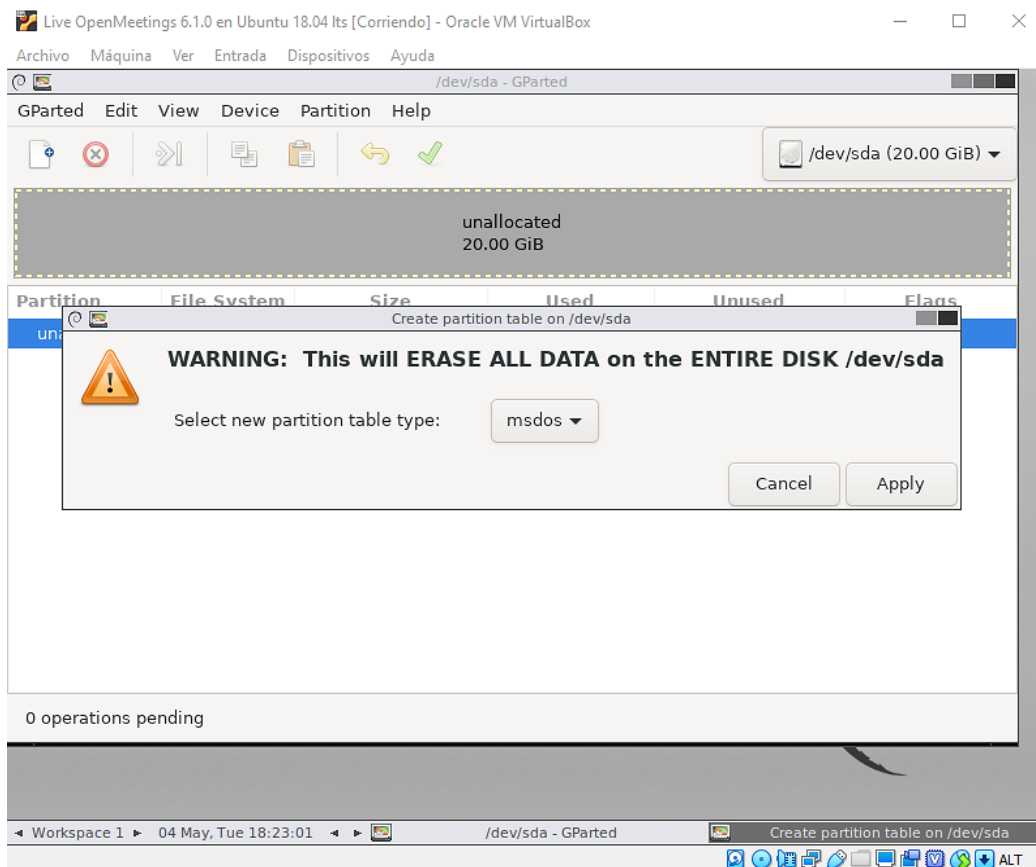 Live OpenMeetings 6.1.0 en Ubuntu 18.04 lts [Corriendo] - Oracle VM VirtualBox
Archivo Máquina Ver Entrada Dispositivos Ayuda
/dev/sda - GParted
GParted Edit View Device Partition Help
/dev/sda (20.00 GiB)
unallocated
20.00 GiB
Partition File System Size Used Unused Flags
una
Create partition table on /dev/sda
WARNING: This will ERASE ALL DATA on the ENTIRE DISK /dev/sda
Select new partition table type: msdos
Cancel Apply
0 operations pending
Workspace 1 04 May, Tue 18:23:01 /dev/sda - GParted Create partition table on /dev/sda
ALT